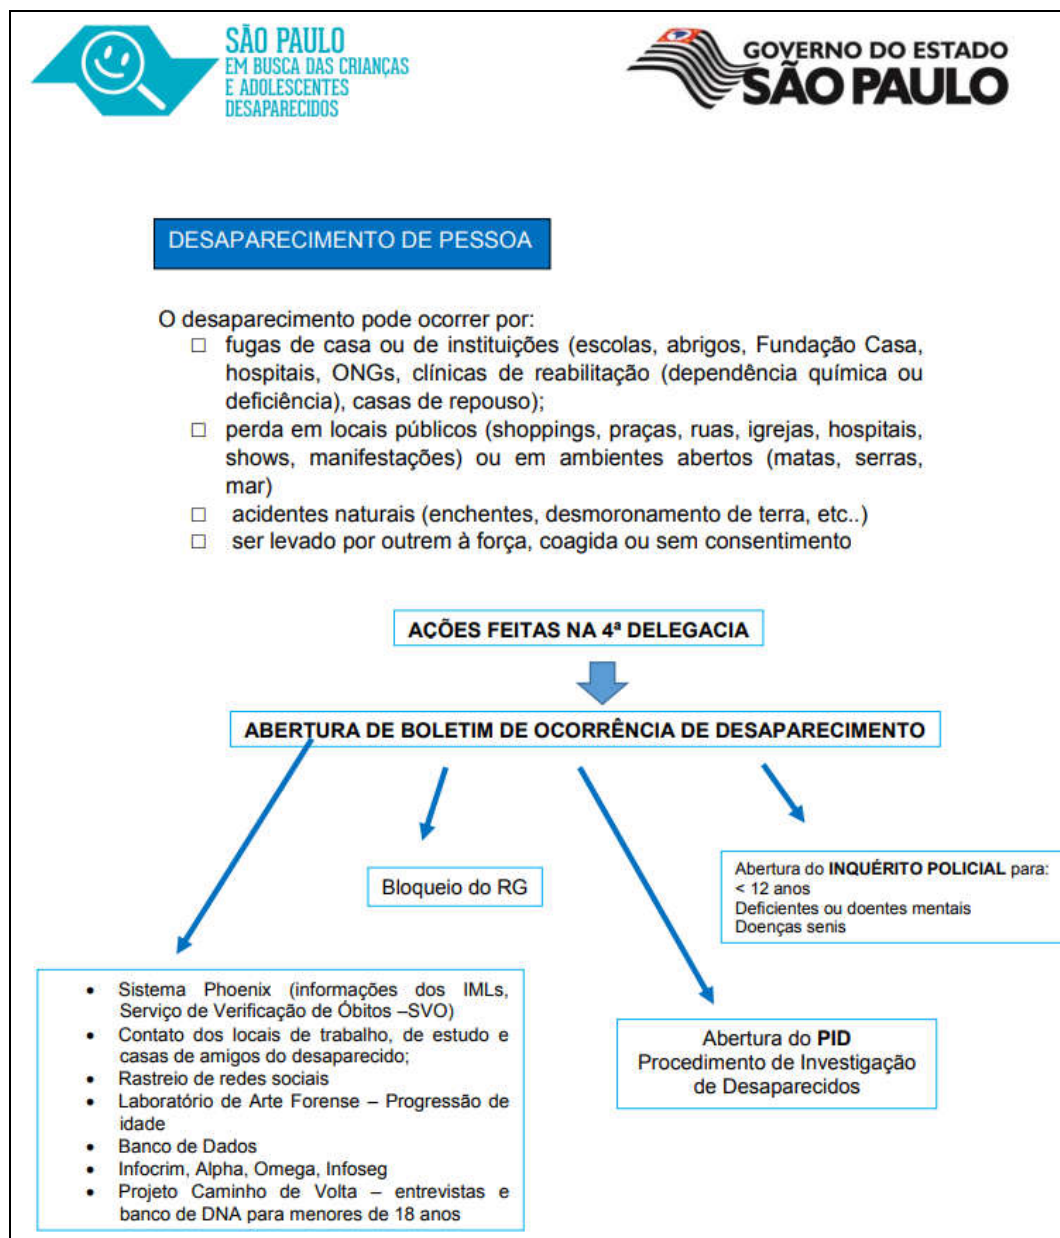 SÃO PAULO
EM BUSCA DAS CRIANÇAS
E ADOLESCENTES
DESAPARECIDOS
GOVERNO DO ESTADO
SÃO PAULO
DESAPARECIMENTO DE PESSOA
O desaparecimento pode ocorrer por:
□ fugas de casa ou de instituições (escolas, abrigos, Fundação Casa,
hospitais, ONGs, clínicas de reabilitação (dependência química ou
deficiência), casas de repouso);
□ perda em locais públicos (shoppings, praças, ruas, igrejas, hospitais,
shows, manifestações) ou em ambientes abertos (matas, serras,
mar)
□ acidentes naturais (enchentes, desmoronamento de terra, etc..)
□ ser levado por outrem à força, coagida ou sem consentimento
AÇÕES FEITAS NA 4ª DELEGACIA
ABERTURA DE BOLETIM DE OCORRÊNCIA DE DESAPARECIMENTO
Bloqueio do RG
Abertura do INQUÉRITO POLICIAL para:
< 12 anos
Deficientes ou doentes mentais
Doenças senis
• Sistema Phoenix (informações dos IMLs,
Serviço de Verificação de Óbitos –SVO)
• Contato dos locais de trabalho, de estudo e
casas de amigos do desaparecido;
• Rastreio de redes sociais
• Laboratório de Arte Forense – Progressão de
idade
• Banco de Dados
• Infocrim, Alpha, Omega, Infoseg
• Projeto Caminho de Volta – entrevistas e
banco de DNA para menores de 18 anos
Abertura do PID
Procedimento de Investigação
de Desaparecidos